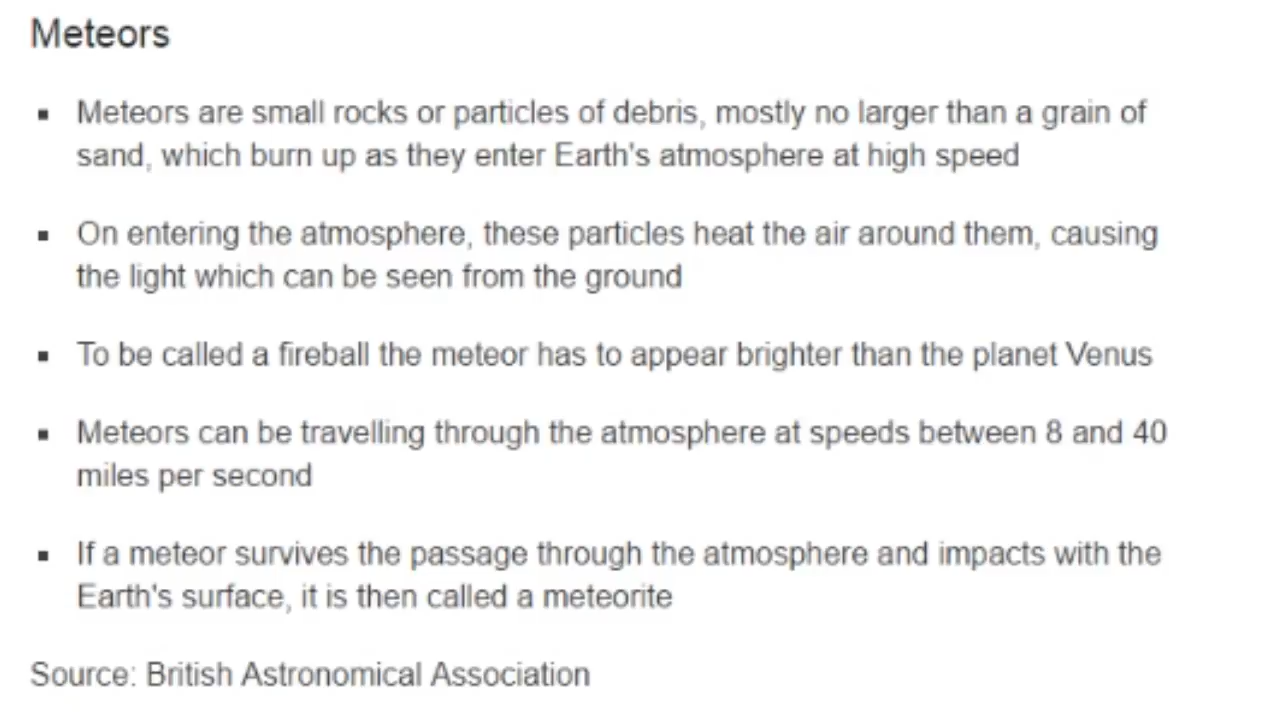 Meteors
▪ Meteors are small rocks or particles of debris, mostly no larger than a grain of
sand, which burn up as they enter Earth's atmosphere at high speed
▪ On entering the atmosphere, these particles heat the air around them, causing
the light which can be seen from the ground
▪ To be called a fireball the meteor has to appear brighter than the planet Venus
▪ Meteors can be travelling through the atmosphere at speeds between 8 and 40
miles per second
▪ If a meteor survives the passage through the atmosphere and impacts with the
Earth's surface, it is then called a meteorite
Source: British Astronomical Association